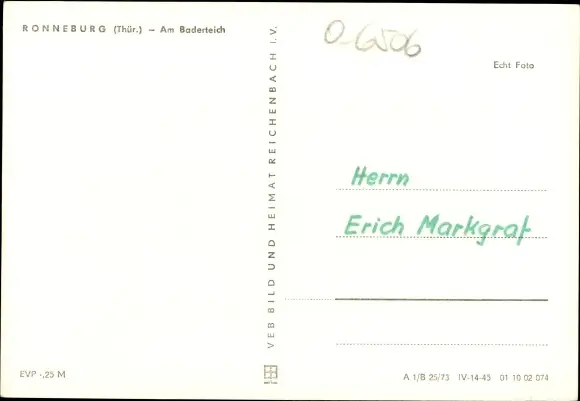 RONNEBURG (Thür.) – Am Baderteich
O-6506
Echt Foto
VEB BILD UND HEIMAT REICHENBACH I. V.
Herrn
Erich Markgraf
EVP -,25 M
A 1/B 25/73 IV-14-45 01 10 02 074